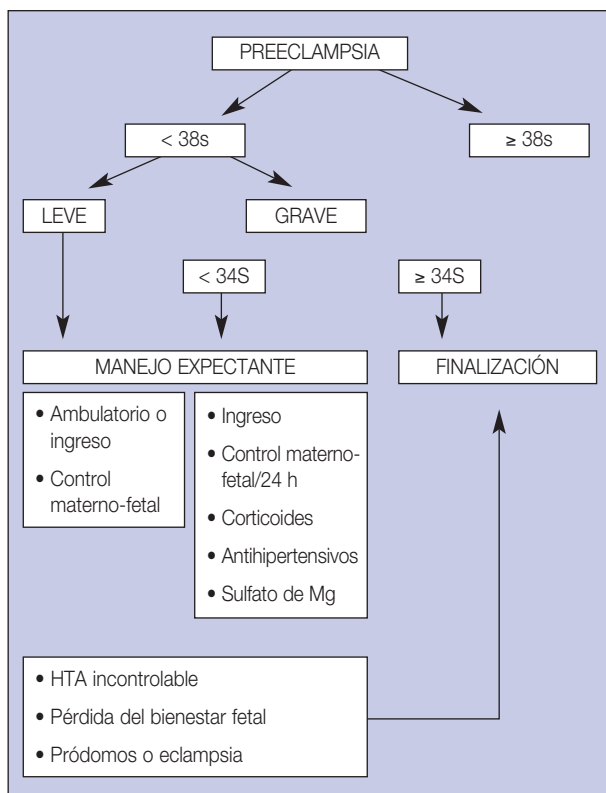 PREECLAMPSIA
< 38s
≥ 38s
LEVE
GRAVE
< 34S
≥ 34S
MANEJO EXPECTANTE
FINALIZACIÓN
• Ambulatorio o
ingreso
• Control
materno-fetal
• Ingreso
• Control materno-
fetal/24 h
• Corticoides
• Antihipertensivos
• Sulfato de Mg
• HTA incontrolable
• Pérdida del bienestar fetal
• Pródomos o eclampsia